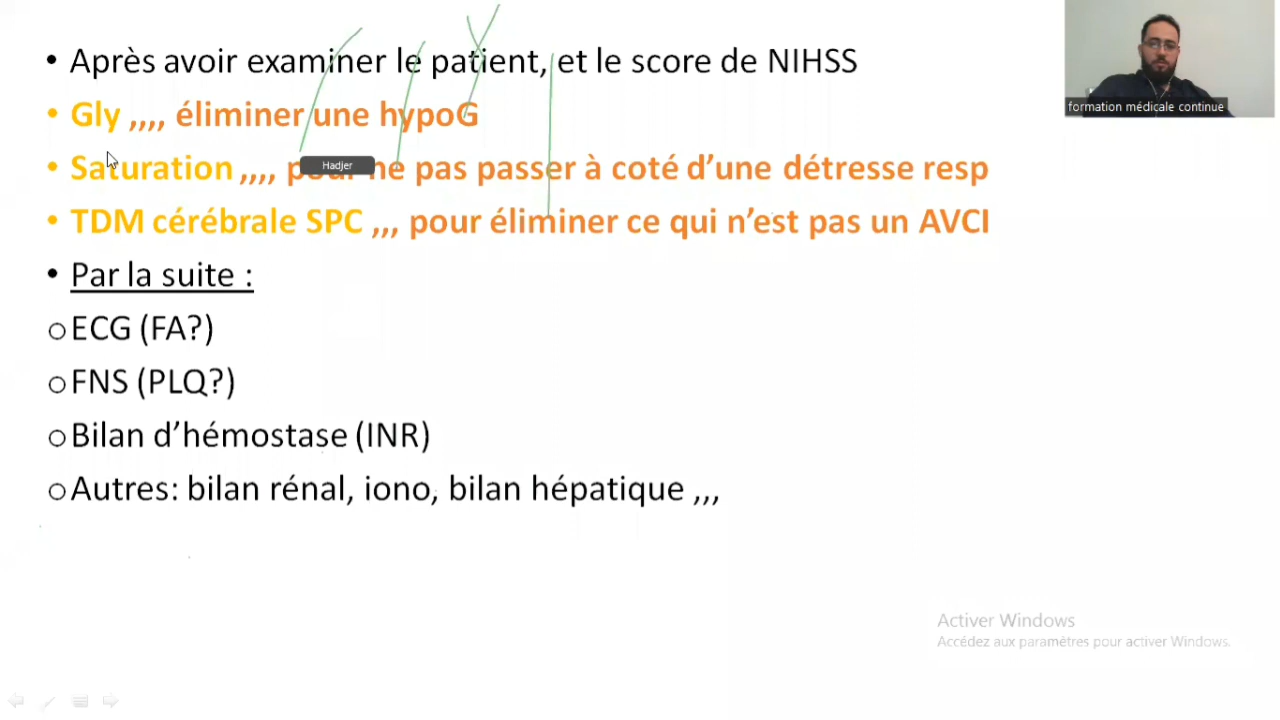 • Après avoir examiner le patient, et le score de NIHSS
• Gly ,,,, éliminer une hypoG
• Saturation ,,,, pour ne pas passer à coté d’une détresse resp
Hadjer
• TDM cérébrale SPC ,,, pour éliminer ce qui n’est pas un AVCI
• Par la suite :
o ECG (FA?)
o FNS (PLQ?)
o Bilan d’hémostase (INR)
o Autres: bilan rénal, iono, bilan hépatique ,,,
formation médicale continue
Activer Windows
Accédez aux paramètres pour activer Windows.